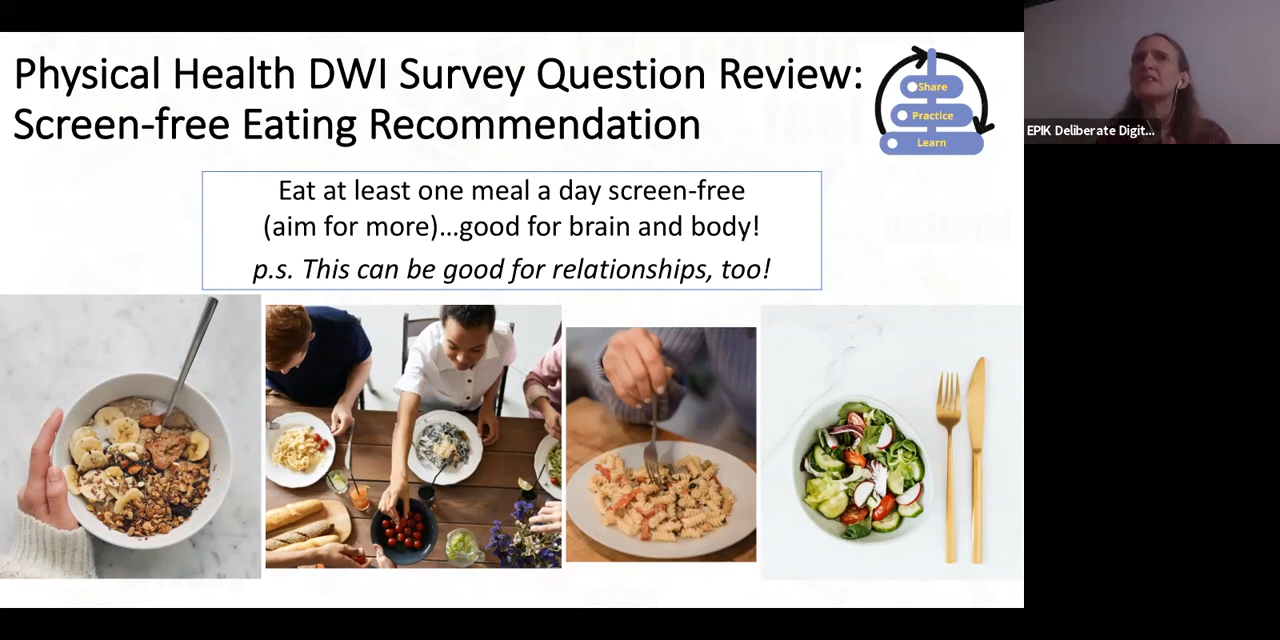 Physical Health DWI Survey Question Review:
Screen-free Eating Recommendation
Share
Practice
Learn
Eat at least one meal a day screen-free
(aim for more)...good for brain and body!
p.s. This can be good for relationships, too!
EPIK Deliberate Digit...